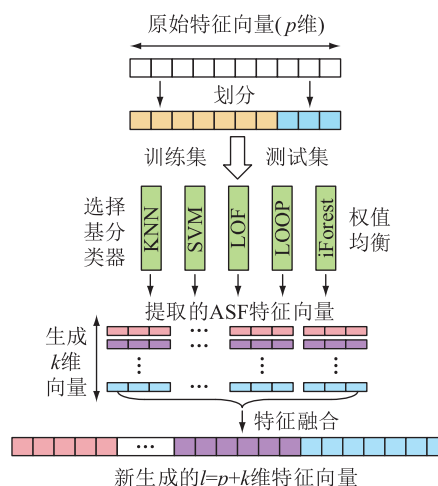 原始特征向量(p维)
划分
训练集
测试集
选择
基分
类器
KNN
SVM
LOF
LOOP
iForest
权值
均衡
提取的ASF特征向量
生成
k维
向量
...
...
特征融合
...
新生成的l=p+k维特征向量